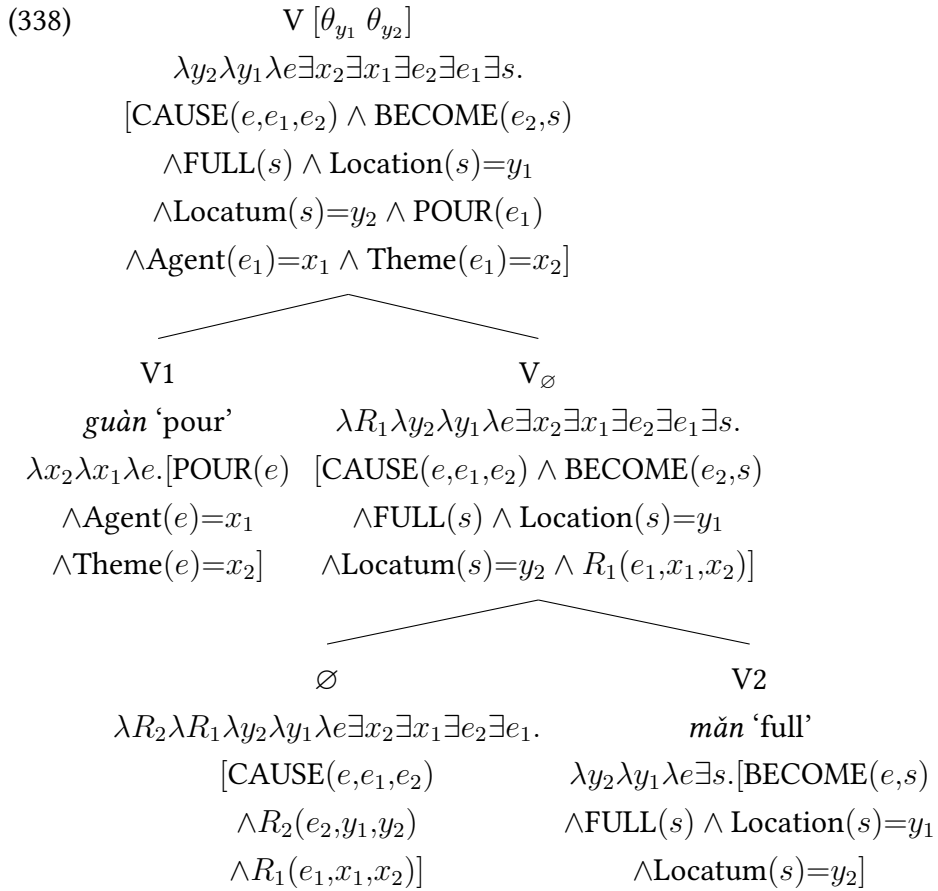 (338) V [θy₁ θy₂]
λy₂λy₁λe∃x₂∃x₁∃e₂∃e₁∃s.
[CAUSE(e,e₁,e₂) ∧ BECOME(e₂,s)
∧FULL(s) ∧ Location(s)=y₁
∧Locatum(s)=y₂ ∧ POUR(e₁)
∧Agent(e₁)=x₁ ∧ Theme(e₁)=x₂]
V1 V∅
guàn ‘pour’ λR₁λy₂λy₁λe∃x₂∃x₁∃e₂∃e₁∃s.
λx₂λx₁λe.[POUR(e) [CAUSE(e,e₁,e₂) ∧ BECOME(e₂,s)
∧Agent(e)=x₁ ∧FULL(s) ∧ Location(s)=y₁
∧Theme(e)=x₂] ∧Locatum(s)=y₂ ∧ R₁(e₁,x₁,x₂)]
∅ V2
λR₂λR₁λy₂λy₁λe∃x₂∃x₁∃e₂∃e₁. mǎn ‘full’
[CAUSE(e,e₁,e₂) λy₂λy₁λe∃s.[BECOME(e,s)
∧R₂(e₂,y₁,y₂) ∧FULL(s) ∧ Location(s)=y₁
∧R₁(e₁,x₁,x₂)] ∧Locatum(s)=y₂]